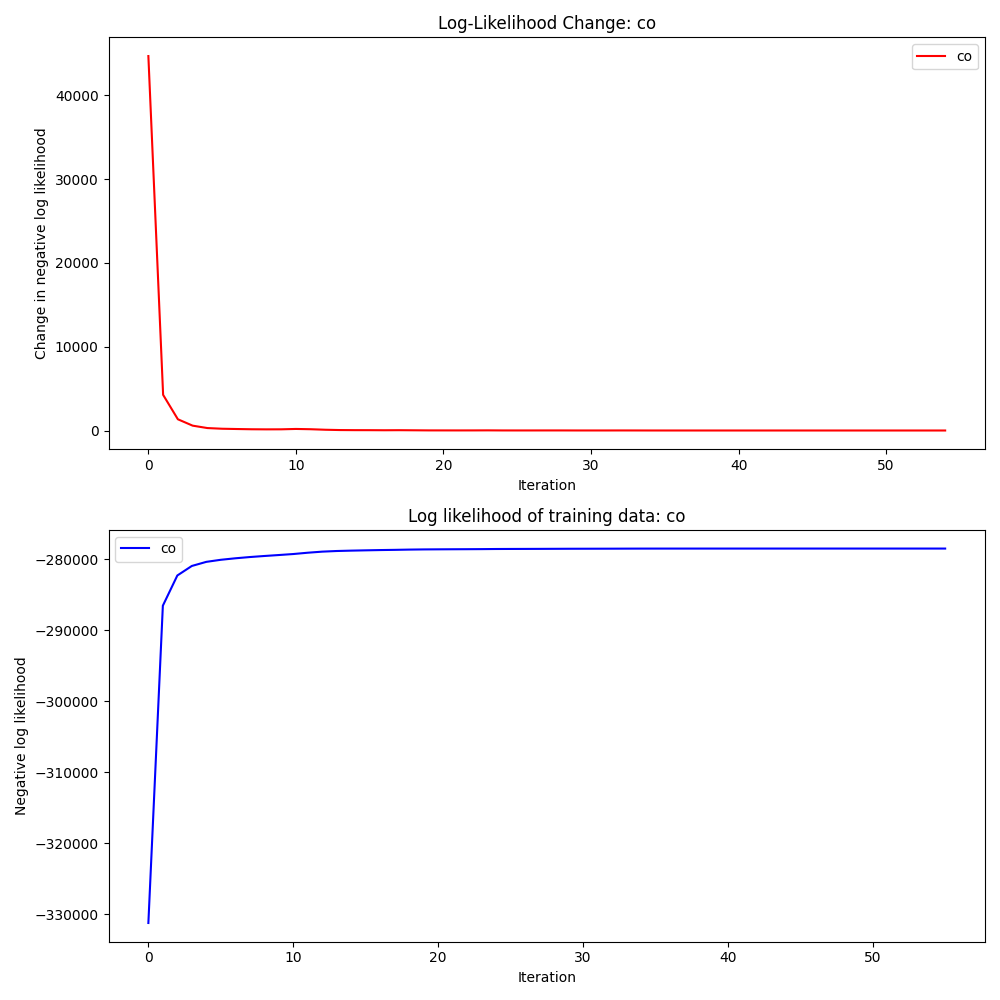 Log-Likelihood Change: co
co
Change in negative log likelihood
40000
30000
20000
10000
0
0 10 20 30 40 50
Iteration
Log likelihood of training data: co
co
Negative log likelihood
−280000
−290000
−300000
−310000
−320000
−330000
0 10 20 30 40 50
Iteration